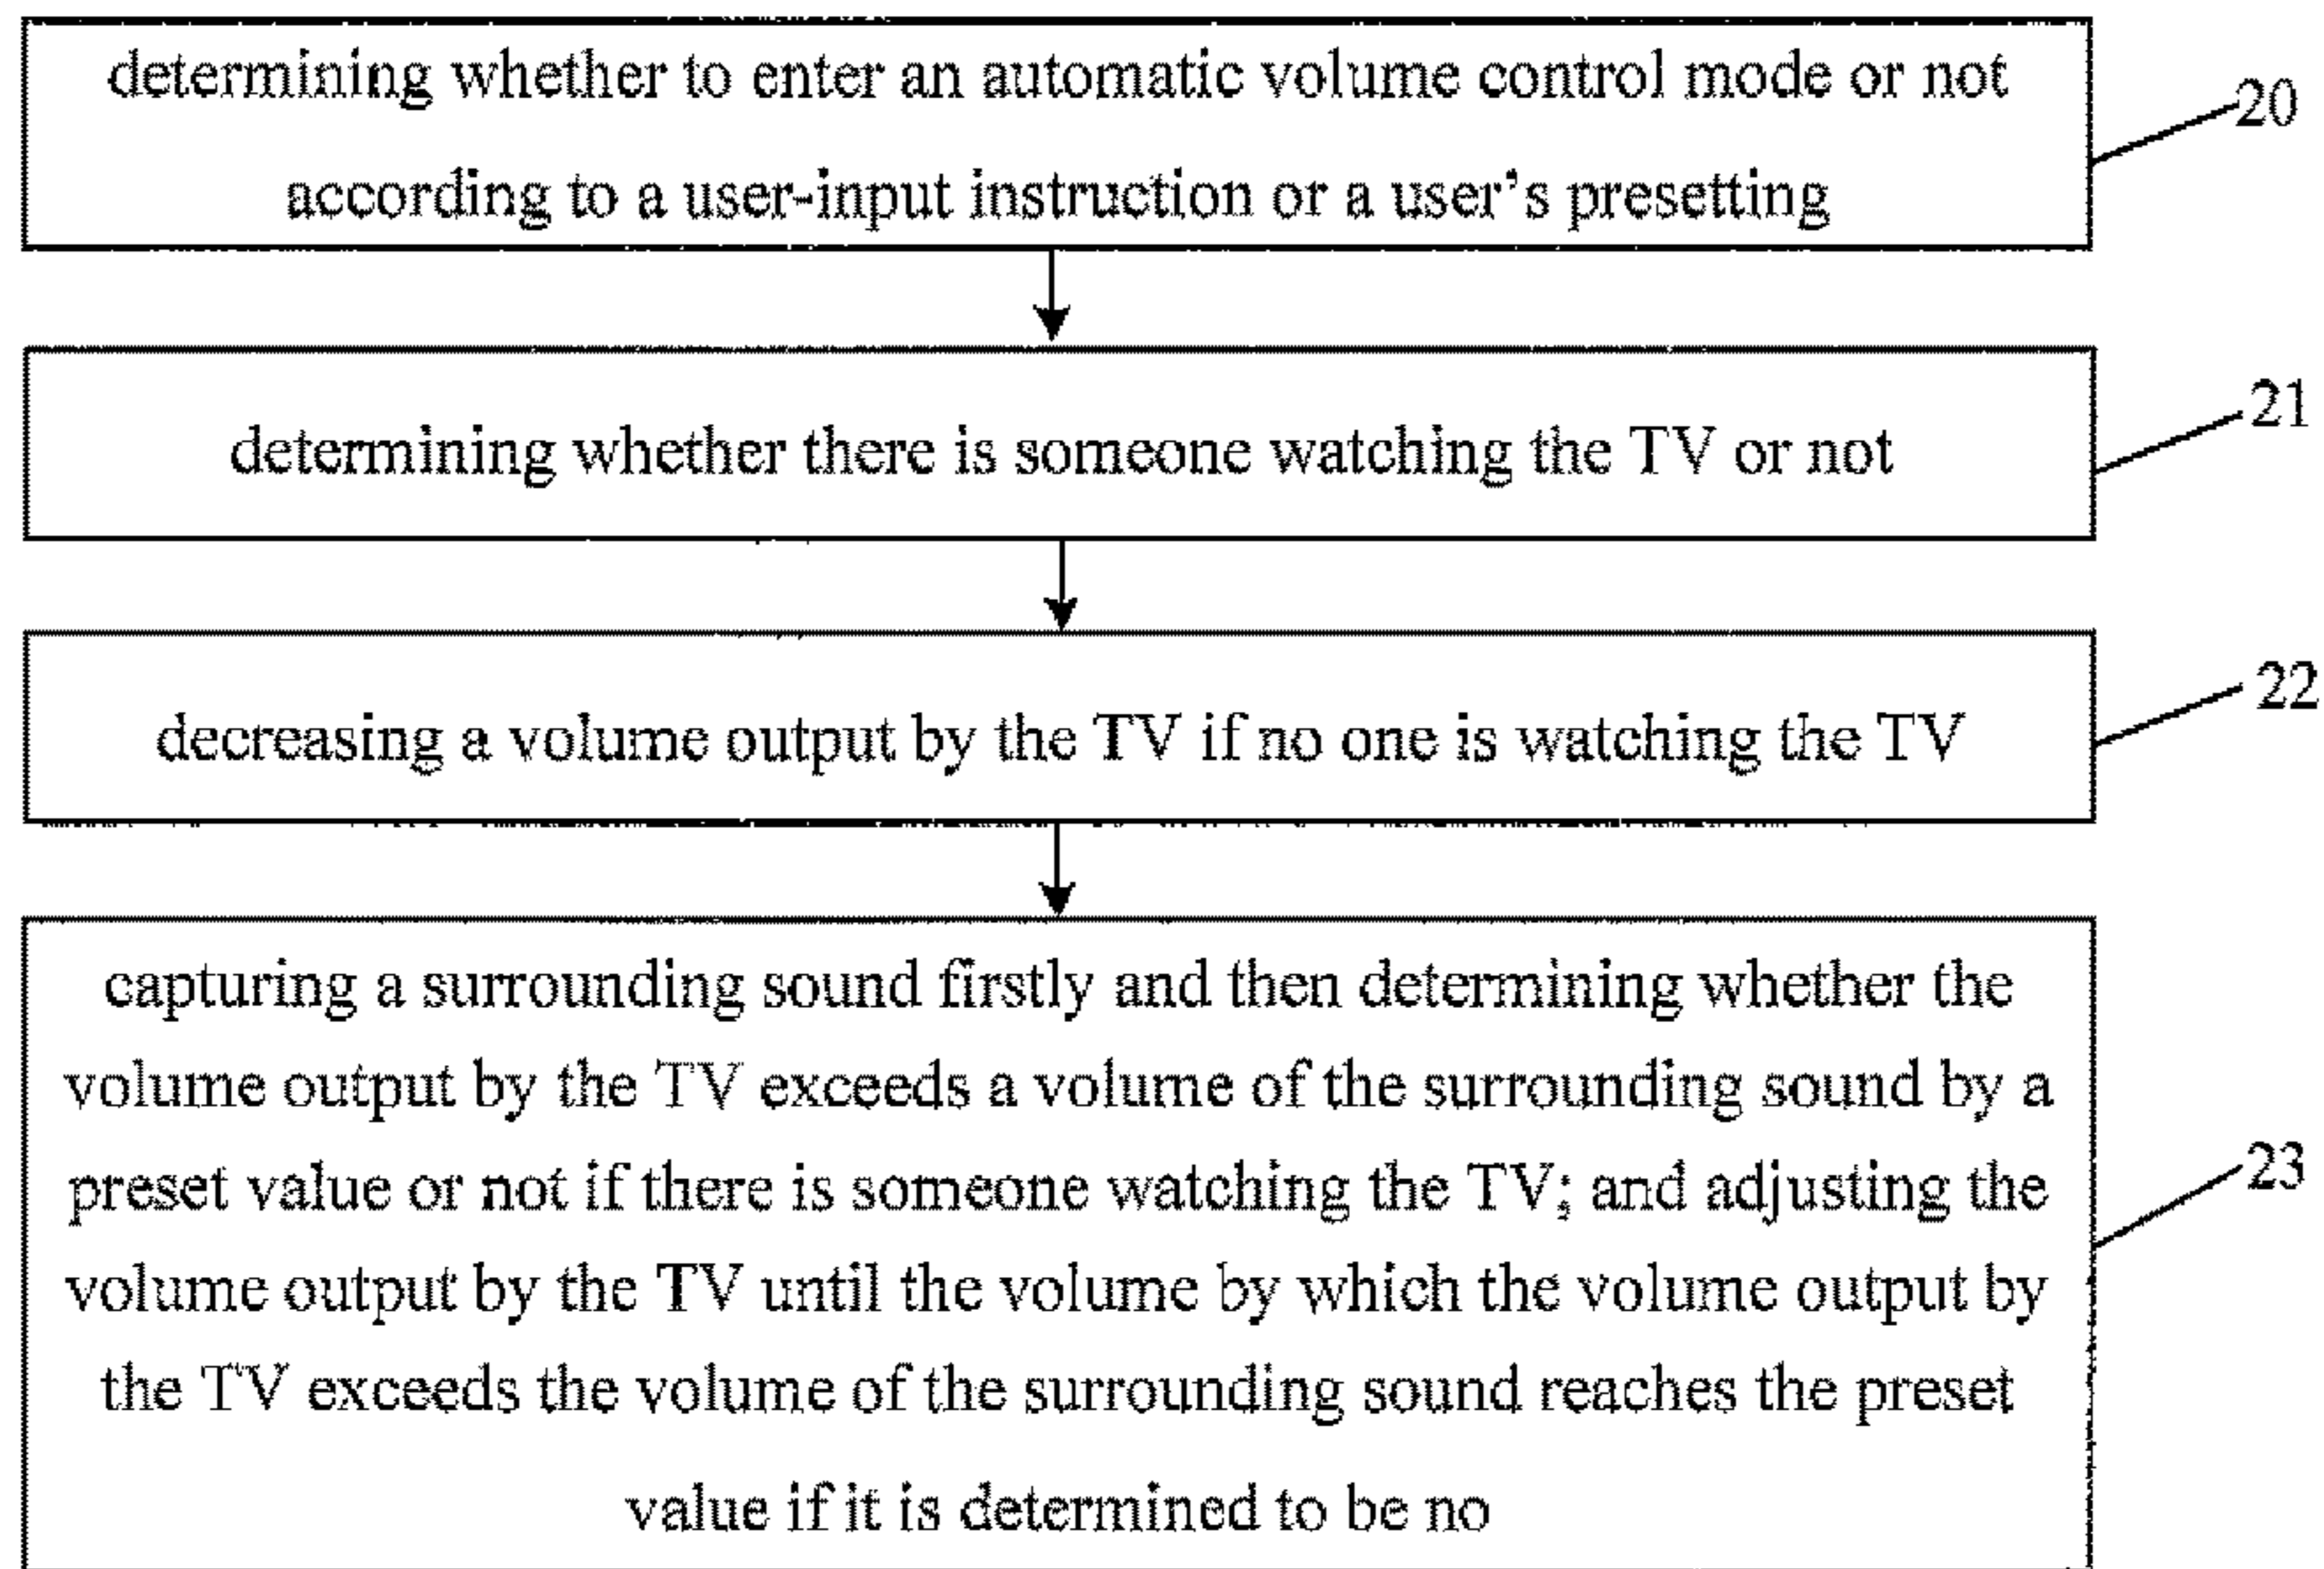 determining whether to enter an automatic volume control mode or not
according to a user-input instruction or a user's presetting
20
determining whether there is someone watching the TV or not
21
decreasing a volume output by the TV if no one is watching the TV
22
capturing a surrounding sound firstly and then determining whether the
volume output by the TV exceeds a volume of the surrounding sound by a
preset value or not if there is someone watching the TV; and adjusting the
volume output by the TV until the volume by which the volume output by
the TV exceeds the volume of the surrounding sound reaches the preset
value if it is determined to be no
23